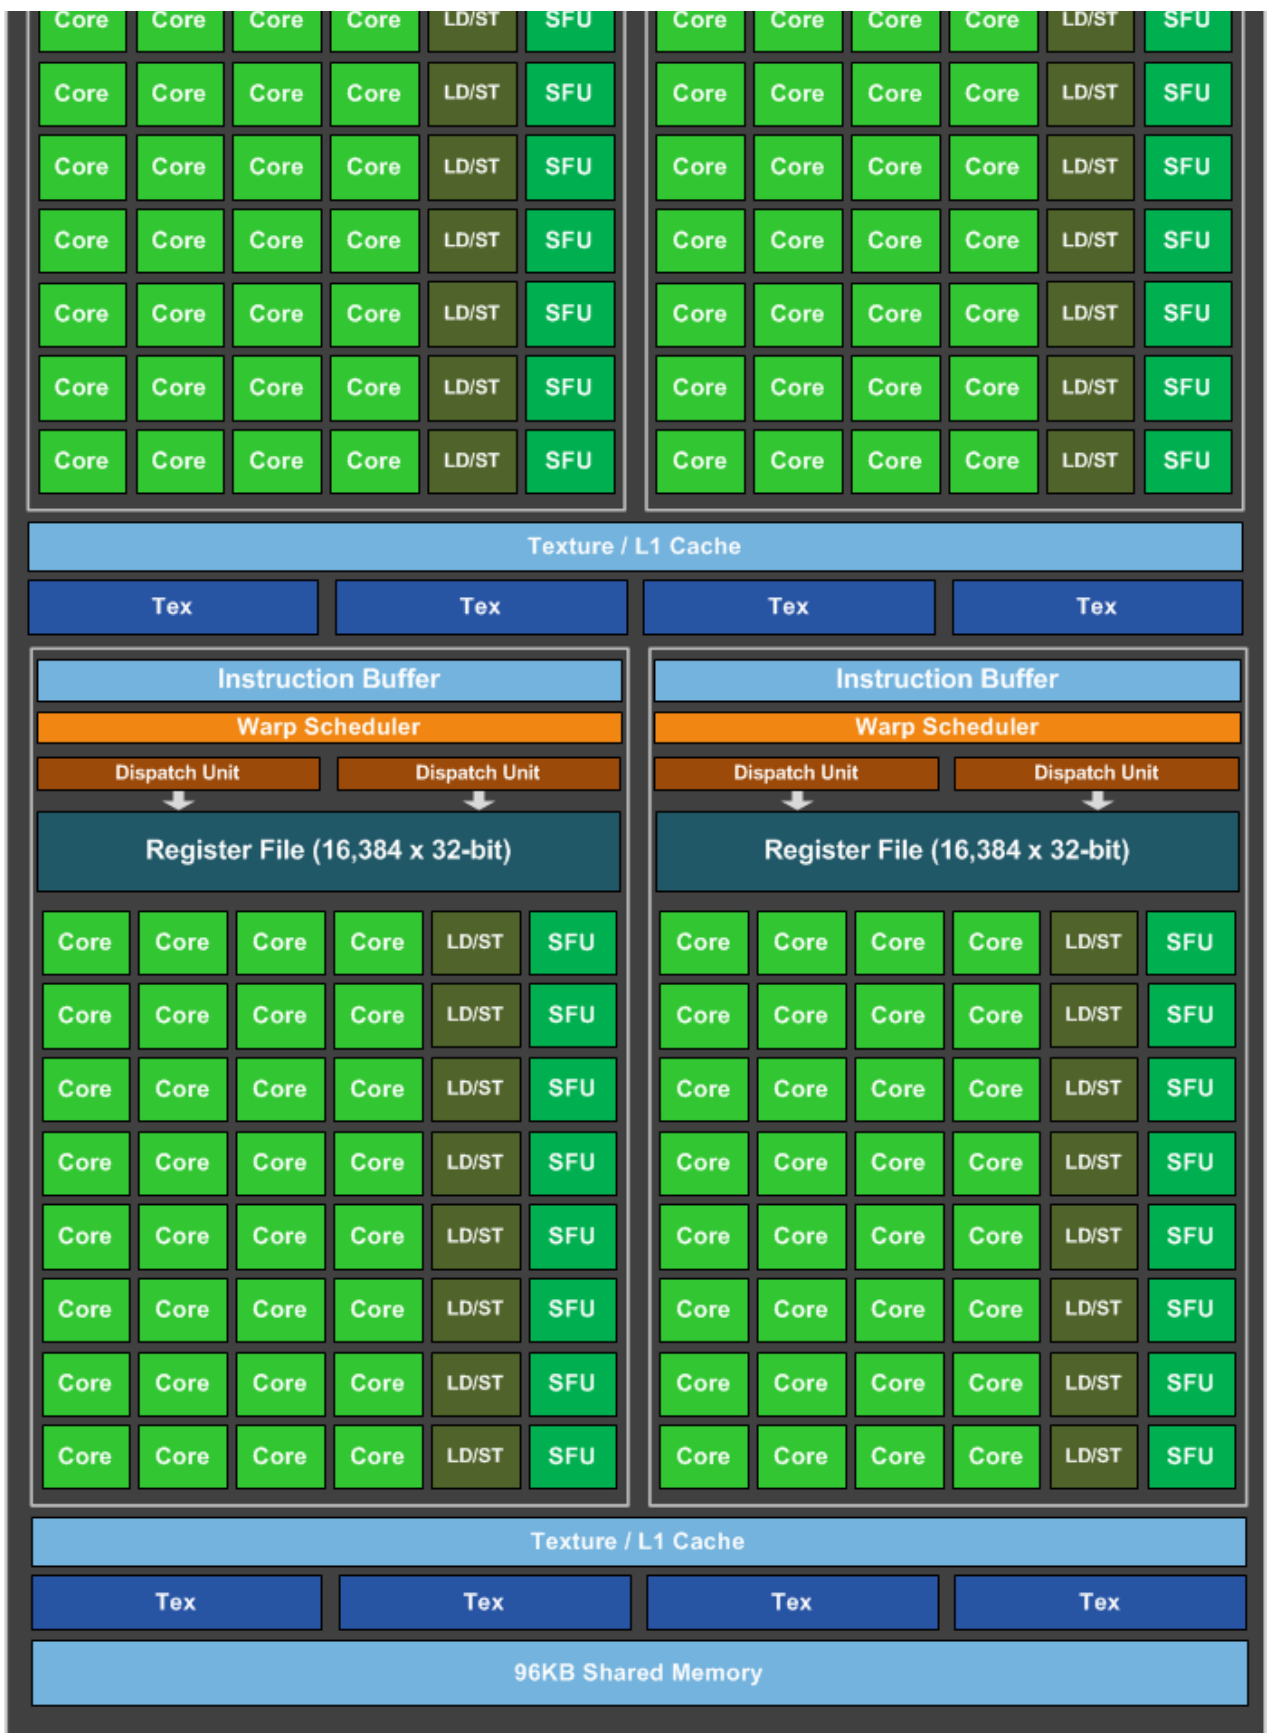 Core Core Core Core LD/ST SFU Core Core Core Core LD/ST SFU
Core Core Core Core LD/ST SFU Core Core Core Core LD/ST SFU
Core Core Core Core LD/ST SFU Core Core Core Core LD/ST SFU
Core Core Core Core LD/ST SFU Core Core Core Core LD/ST SFU
Core Core Core Core LD/ST SFU Core Core Core Core LD/ST SFU
Core Core Core Core LD/ST SFU Core Core Core Core LD/ST SFU
Core Core Core Core LD/ST SFU Core Core Core Core LD/ST SFU
Texture / L1 Cache
Tex Tex Tex Tex
Instruction Buffer Instruction Buffer
Warp Scheduler Warp Scheduler
Dispatch Unit Dispatch Unit Dispatch Unit Dispatch Unit
Register File (16,384 x 32-bit) Register File (16,384 x 32-bit)
Core Core Core Core LD/ST SFU Core Core Core Core LD/ST SFU
Core Core Core Core LD/ST SFU Core Core Core Core LD/ST SFU
Core Core Core Core LD/ST SFU Core Core Core Core LD/ST SFU
Core Core Core Core LD/ST SFU Core Core Core Core LD/ST SFU
Core Core Core Core LD/ST SFU Core Core Core Core LD/ST SFU
Core Core Core Core LD/ST SFU Core Core Core Core LD/ST SFU
Core Core Core Core LD/ST SFU Core Core Core Core LD/ST SFU
Core Core Core Core LD/ST SFU Core Core Core Core LD/ST SFU
Texture / L1 Cache
Tex Tex Tex Tex
96KB Shared Memory